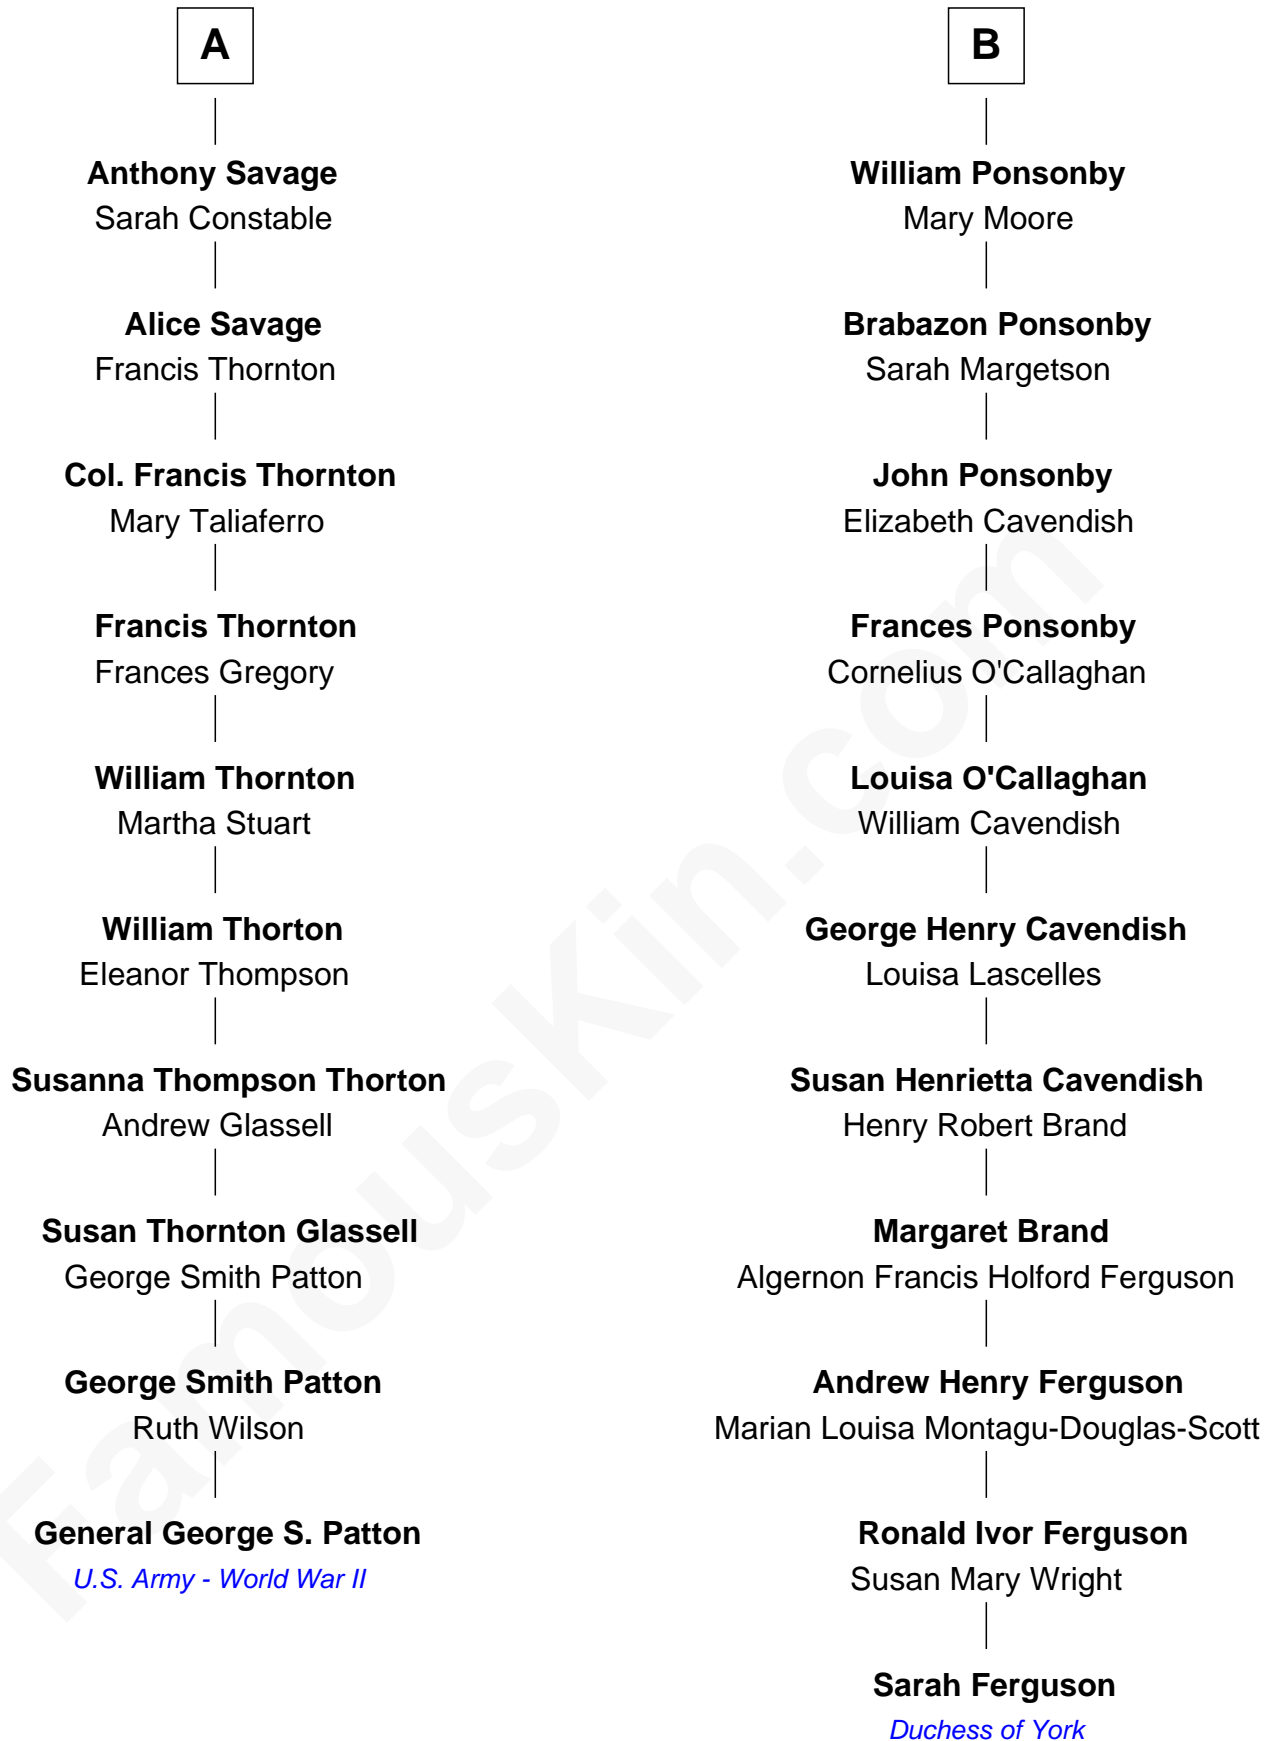 A
Anthony Savage
Sarah Constable
Alice Savage
Francis Thornton
Col. Francis Thornton
Mary Taliaferro
Francis Thornton
Frances Gregory
William Thornton
Martha Stuart
William Thorton
Eleanor Thompson
Susanna Thompson Thorton
Andrew Glassell
Susan Thornton Glassell
George Smith Patton
George Smith Patton
Ruth Wilson
General George S. Patton
U.S. Army - World War II
B
William Ponsonby
Mary Moore
Brabazon Ponsonby
Sarah Margetson
John Ponsonby
Elizabeth Cavendish
Frances Ponsonby
Cornelius O'Callaghan
Louisa O'Callaghan
William Cavendish
George Henry Cavendish
Louisa Lascelles
Susan Henrietta Cavendish
Henry Robert Brand
Margaret Brand
Algernon Francis Holford Ferguson
Andrew Henry Ferguson
Marian Louisa Montagu-Douglas-Scott
Ronald Ivor Ferguson
Susan Mary Wright
Sarah Ferguson
Duchess of York
FamousKin.com